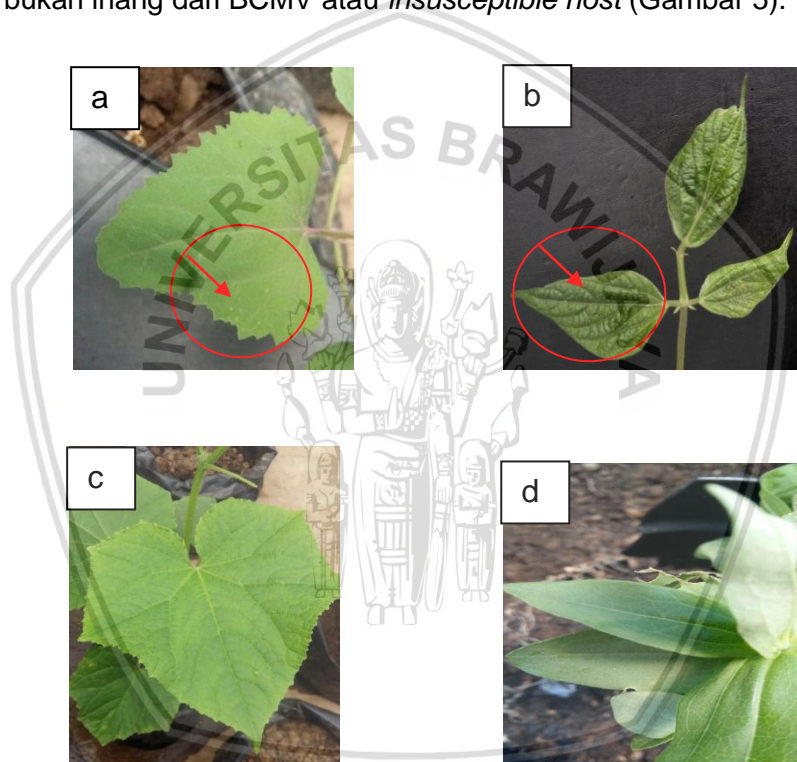 bukan inang dari BCMV atau insusceptible host (Gambar 5).
a
b
UNIVERSITAS BRAWIJAYA
c
d